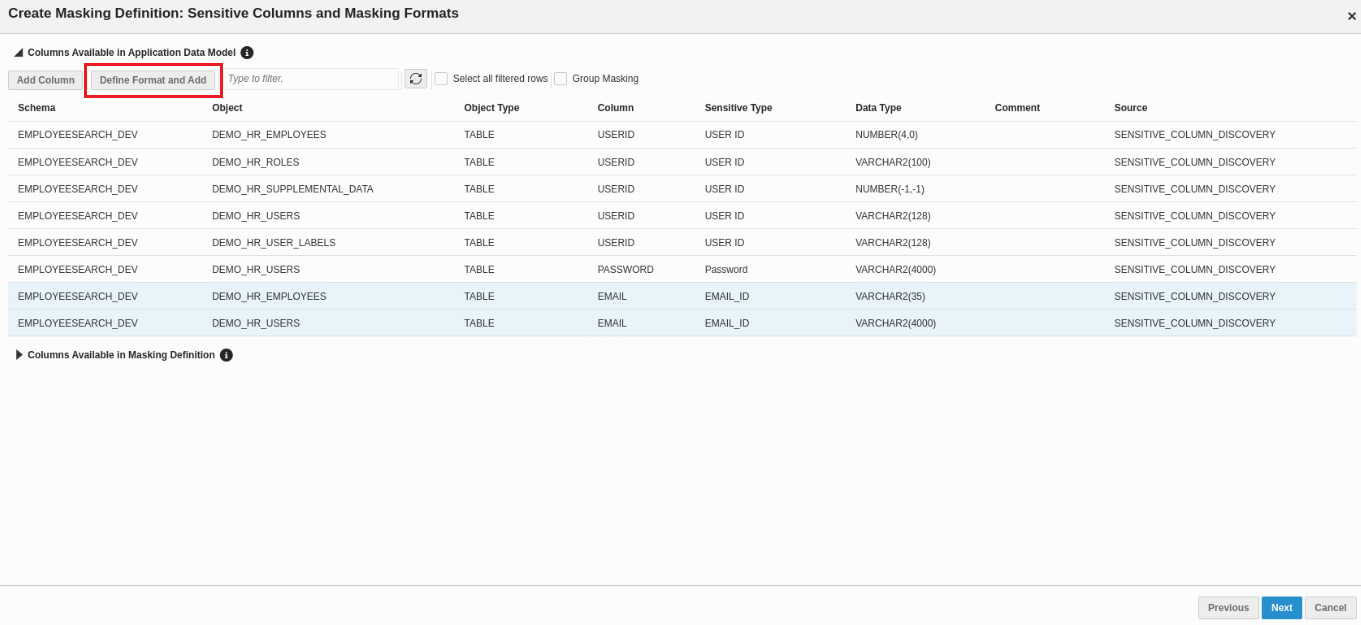 Create Masking Definition: Sensitive Columns and Masking Formats
Columns Available in Application Data Model
Add Column Define Format and Add Type to filter. Select all filtered rows Group Masking
Schema Object Object Type Column Sensitive Type Data Type Comment Source
EMPLOYEESEARCH_DEV DEMO_HR_EMPLOYEES TABLE USERID USER ID NUMBER(4,0) SENSITIVE_COLUMN_DISCOVERY
EMPLOYEESEARCH_DEV DEMO_HR_ROLES TABLE USERID USER ID VARCHAR2(100) SENSITIVE_COLUMN_DISCOVERY
EMPLOYEESEARCH_DEV DEMO_HR_SUPPLEMENTAL_DATA TABLE USERID USER ID NUMBER(-1,-1) SENSITIVE_COLUMN_DISCOVERY
EMPLOYEESEARCH_DEV DEMO_HR_USERS TABLE USERID USER ID VARCHAR2(128) SENSITIVE_COLUMN_DISCOVERY
EMPLOYEESEARCH_DEV DEMO_HR_USER_LABELS TABLE USERID USER ID VARCHAR2(128) SENSITIVE_COLUMN_DISCOVERY
EMPLOYEESEARCH_DEV DEMO_HR_USERS TABLE PASSWORD Password VARCHAR2(4000) SENSITIVE_COLUMN_DISCOVERY
EMPLOYEESEARCH_DEV DEMO_HR_EMPLOYEES TABLE EMAIL EMAIL_ID VARCHAR2(35) SENSITIVE_COLUMN_DISCOVERY
EMPLOYEESEARCH_DEV DEMO_HR_USERS TABLE EMAIL EMAIL_ID VARCHAR2(4000) SENSITIVE_COLUMN_DISCOVERY
Columns Available in Masking Definition
Previous Next Cancel